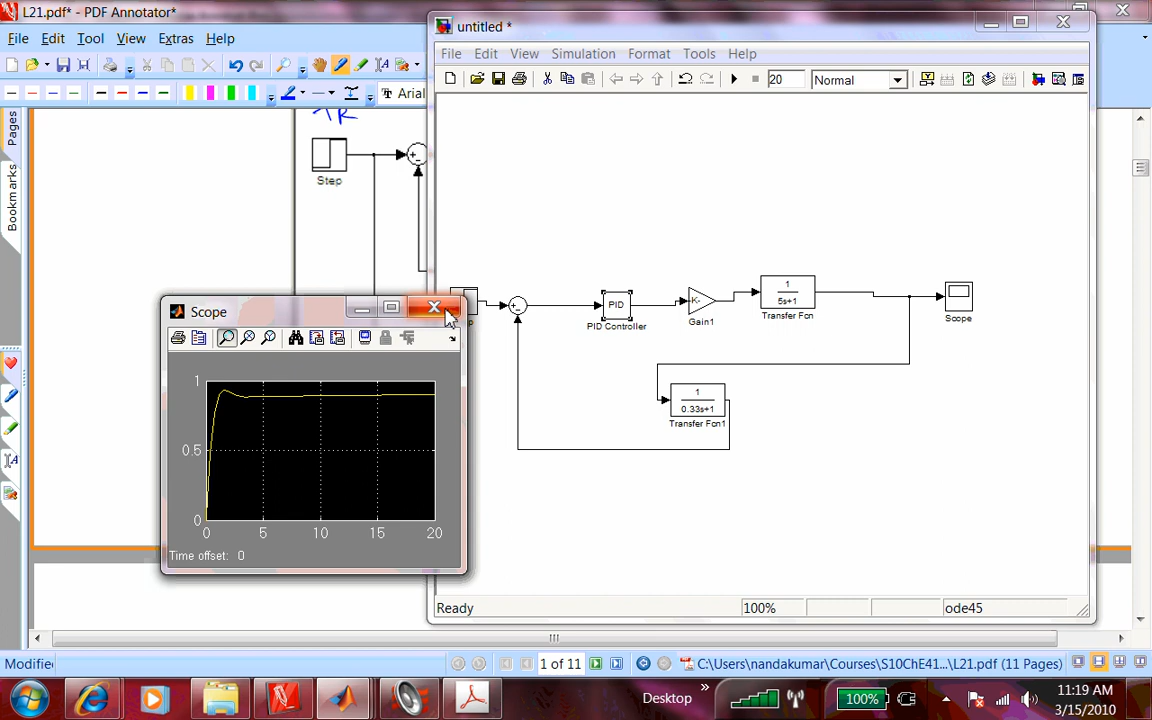 L21.pdf* - PDF Annotator*
File Edit Tool View Extras Help
Arial
Pages
Bookmarks
Step
untitled *
File Edit View Simulation Format Tools Help
20
Normal
PID
PID Controller
K-
Gain1
1
5s+1
Transfer Fcn
Scope
1
0.33s+1
Transfer Fcn1
Ready
100%
ode45
Scope
1
0.5
0
0 5 10 15 20
Time offset: 0
Modifie
1 of 11
C:\Users\nandakumar\Courses\S10ChE41...\L21.pdf (11 Pages)
Desktop
100%
11:19 AM
3/15/2010